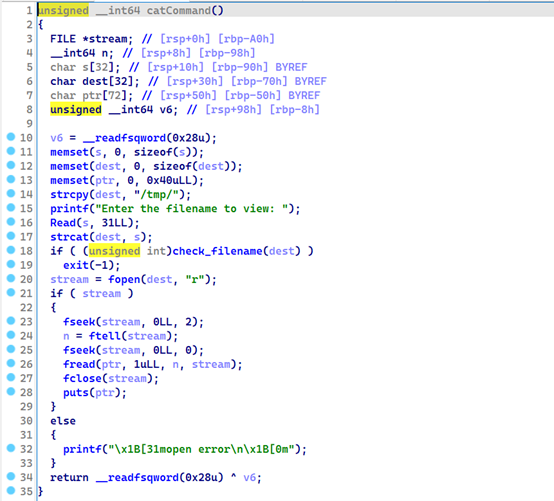 1 unsigned __int64 catCommand()
2 {
3 FILE *stream; // [rsp+0h] [rbp-A0h]
4 __int64 n; // [rsp+8h] [rbp-98h]
5 char s[32]; // [rsp+10h] [rbp-90h] BYREF
6 char dest[32]; // [rsp+30h] [rbp-70h] BYREF
7 char ptr[72]; // [rsp+50h] [rbp-50h] BYREF
8 unsigned __int64 v6; // [rsp+98h] [rbp-8h]
9
10 v6 = __readfsqword(0x28u);
11 memset(s, 0, sizeof(s));
12 memset(dest, 0, sizeof(dest));
13 memset(ptr, 0, 0x40uLL);
14 strcpy(dest, "/tmp/");
15 printf("Enter the filename to view: ");
16 Read(s, 31LL);
17 strcat(dest, s);
18 if ( (unsigned int)check_filename(dest) )
19 exit(-1);
20 stream = fopen(dest, "r");
21 if ( stream )
22 {
23 fseek(stream, 0LL, 2);
24 n = ftell(stream);
25 fseek(stream, 0LL, 0);
26 fread(ptr, 1uLL, n, stream);
27 fclose(stream);
28 puts(ptr);
29 }
30 else
31 {
32 printf("\x1B[31mopen error\n\x1B[0m");
33 }
34 return __readfsqword(0x28u) ^ v6;
35 }